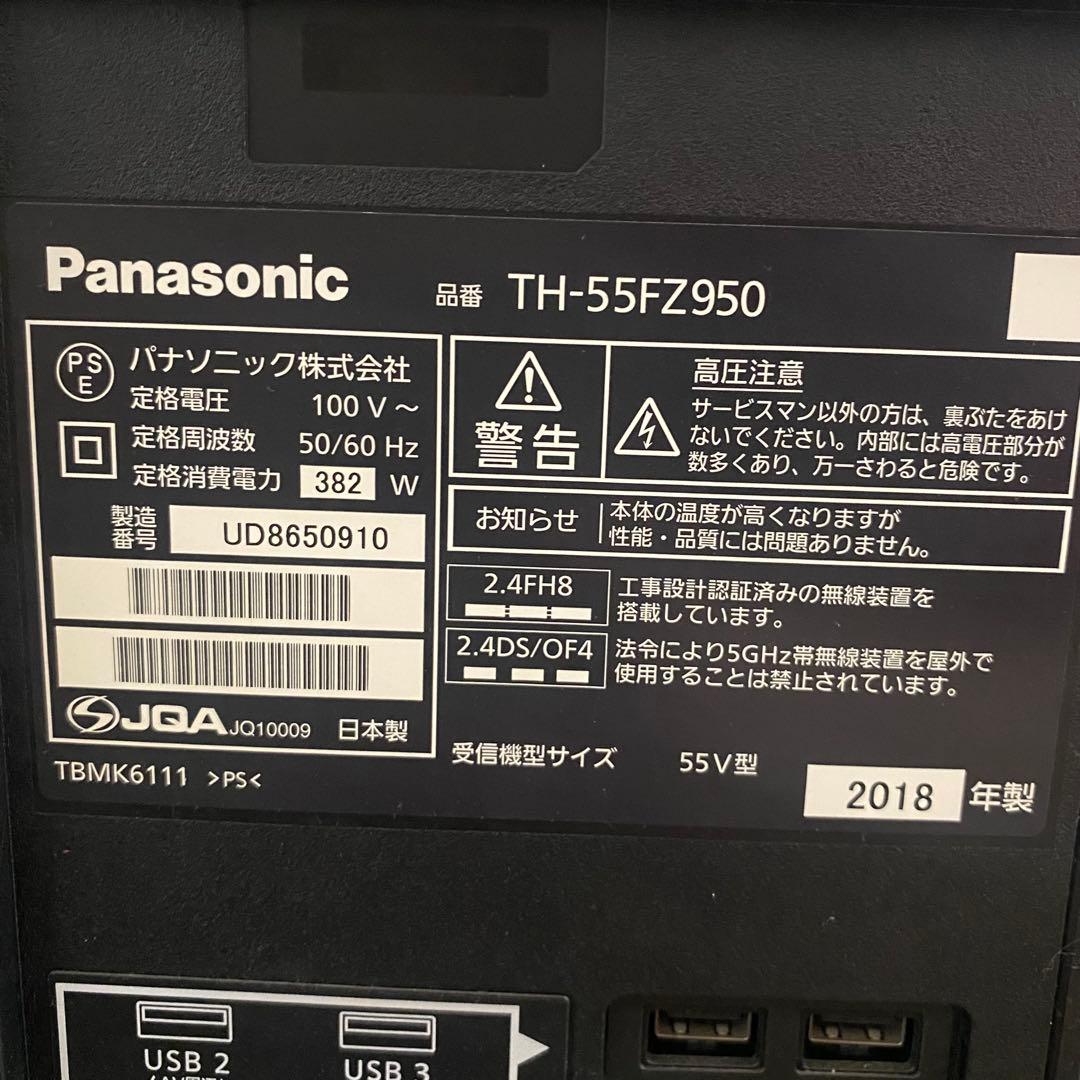 Panasonic
品番 TH-55FZ950
PS
E
パナソニック株式会社
定格電圧 100 V ～
定格周波数 50/60 Hz
定格消費電力 382 W
製造
番号
UD8650910
JQA JQ10009 日本製
TBMK6111 >PS<
警告
高圧注意
サービスマン以外の方は、裏ぶたをあけ
ないでください。内部には高電圧部分が
数多くあり、万一さわると危険です。
お知らせ
本体の温度が高くなりますが
性能・品質には問題ありません。
2.4FH8
工事設計認証済みの無線装置を
搭載しています。
2.4DS/OF4
法令により5GHz帯無線装置を屋外で
使用することは禁止されています。
受信機型サイズ 55V型
2018 年製
USB 2
USB 3